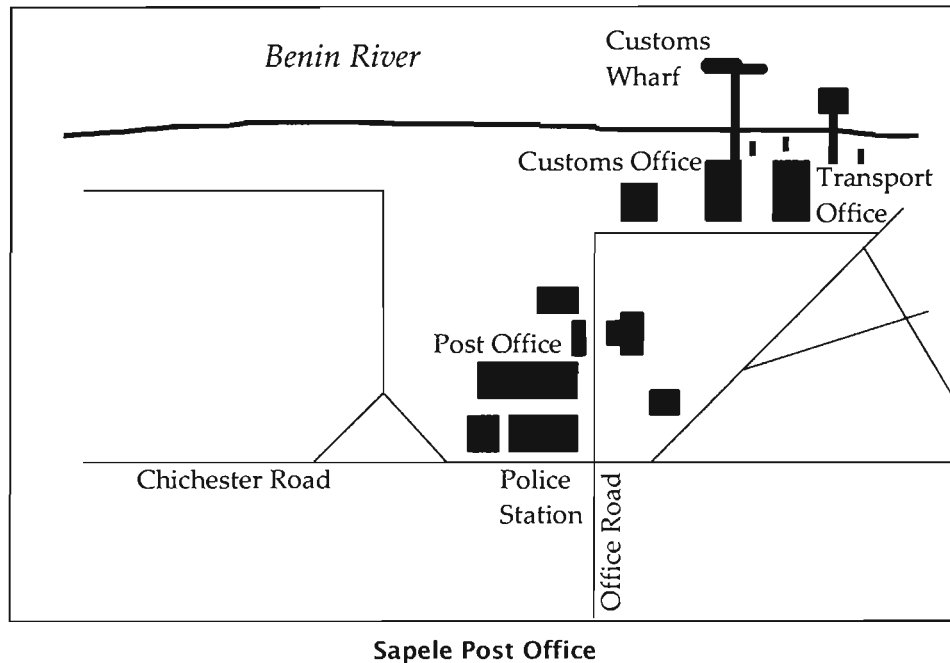 Benin River
Customs
Wharf
Customs Office
Transport
Office
Post Office
Chichester Road
Police
Station
Office Road
Sapele Post Office